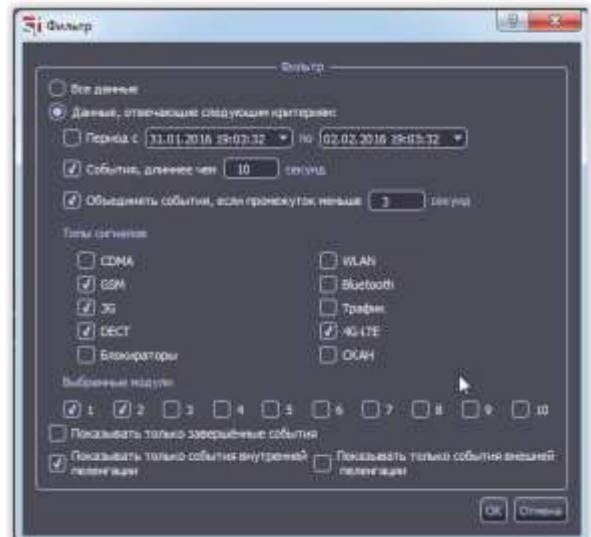 Фильтр
Фильтр
Все данные
Данные, отвечающие следующим критериям:
Период с 31.01.2016 19:03:32 по 02.02.2016 19:03:32
События, длиннее чем 10 секунд
Объединять события, если промежуток меньше 3 секунд
Типы сигналов
CDMA WLAN
GSM Bluetooth
3G Трафик
DECT 4G-LTE
Блокираторы СКАН
Выбранные модули
1 2 3 4 5 6 7 8 9 10
Показывать только завершённые события
Показывать только события внутренней пеленгации
Показывать только события внешней пеленгации
OK Отмена